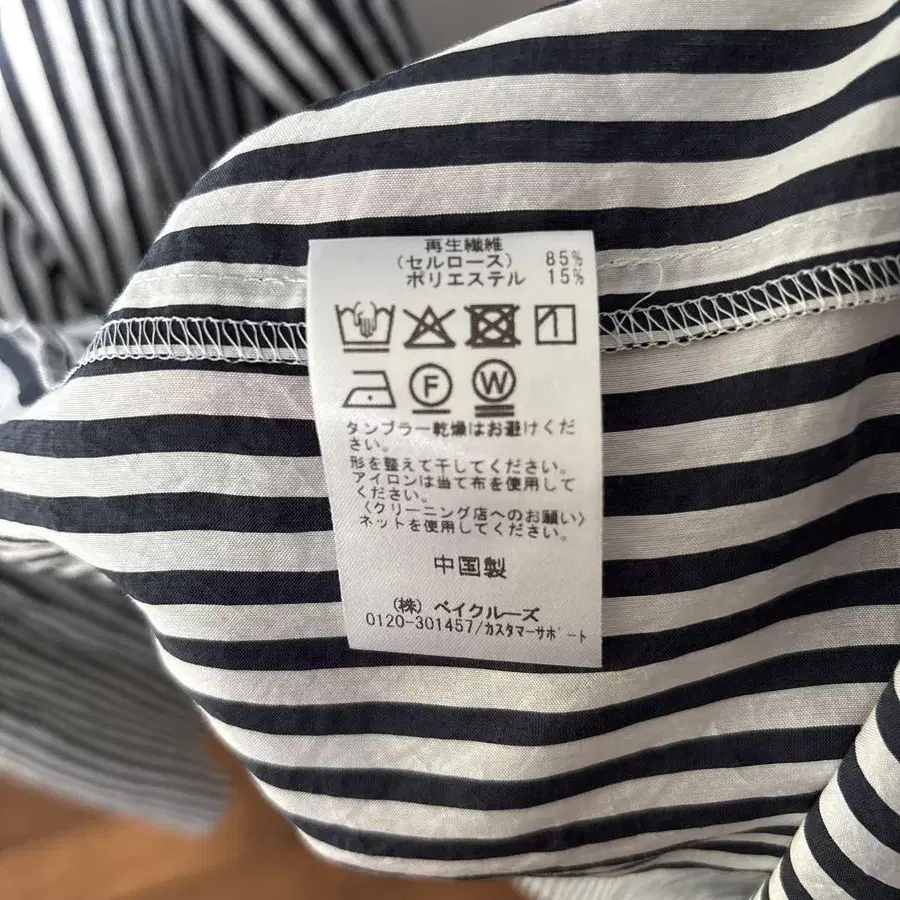 再生繊維
(セルロース) 85%
ポリエステル 15%
F W
タンブラー乾燥はお避けくだ
さい。
形を整えて干してください。
アイロンは当て布を使用して
ください。
〈クリーニング店へのお願い〉
ネットを使用してください。
中国製
(株) ベイクルーズ
0120-301457/カスタマーサポート